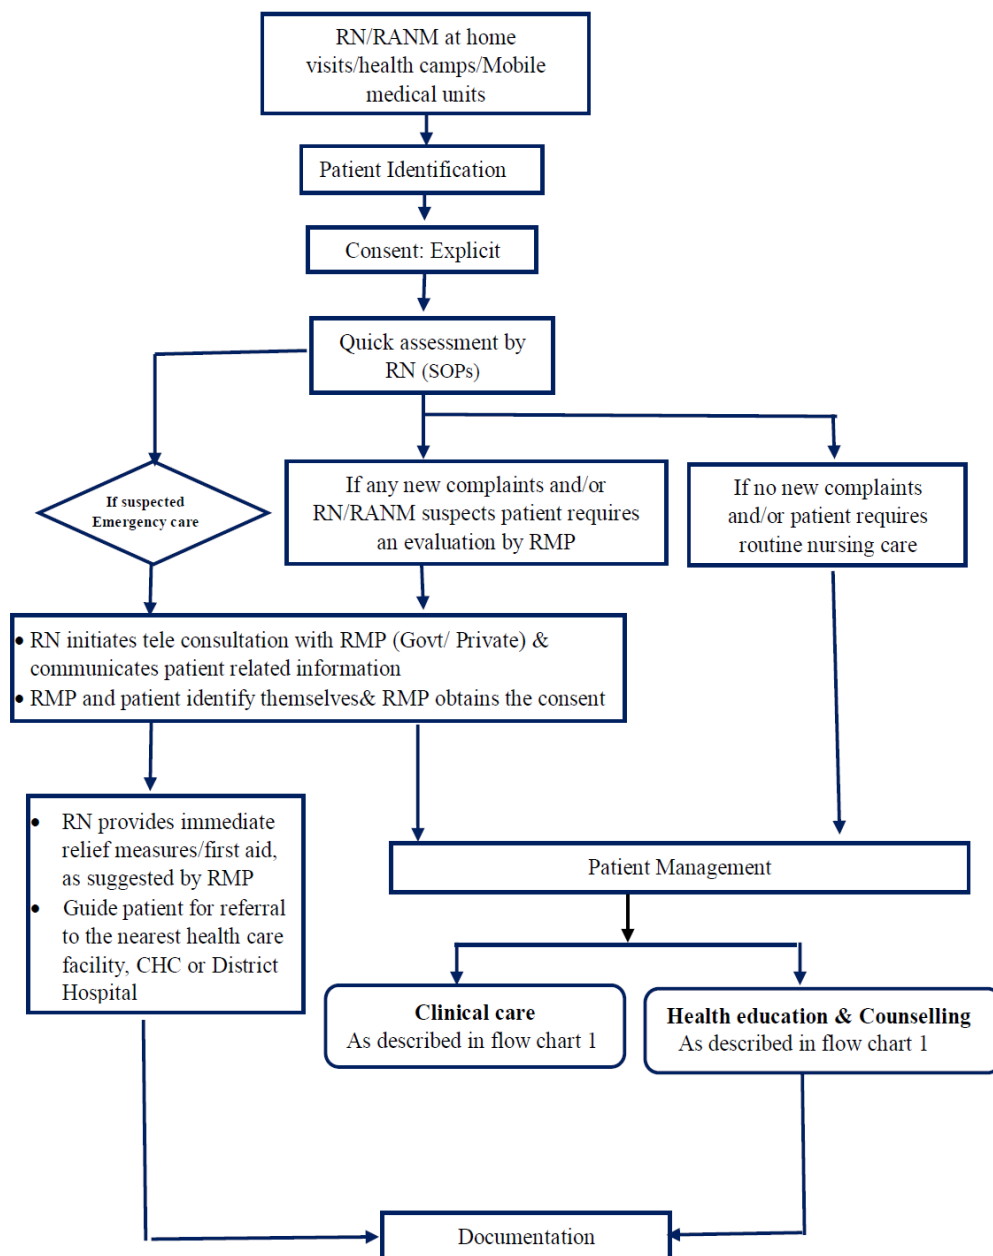 RN/RANM at home
visits/health camps/Mobile
medical units
Patient Identification
Consent: Explicit
Quick assessment by
RN (SOPs)
If suspected
Emergency care
If any new complaints and/or
RN/RANM suspects patient requires
an evaluation by RMP
If no new complaints
and/or patient requires
routine nursing care
• RN initiates tele consultation with RMP (Govt/ Private) &
communicates patient related information
• RMP and patient identify themselves& RMP obtains the consent
• RN provides immediate
relief measures/first aid,
as suggested by RMP
• Guide patient for referral
to the nearest health care
facility, CHC or District
Hospital
Patient Management
Clinical care
As described in flow chart 1
Health education & Counselling
As described in flow chart 1
Documentation